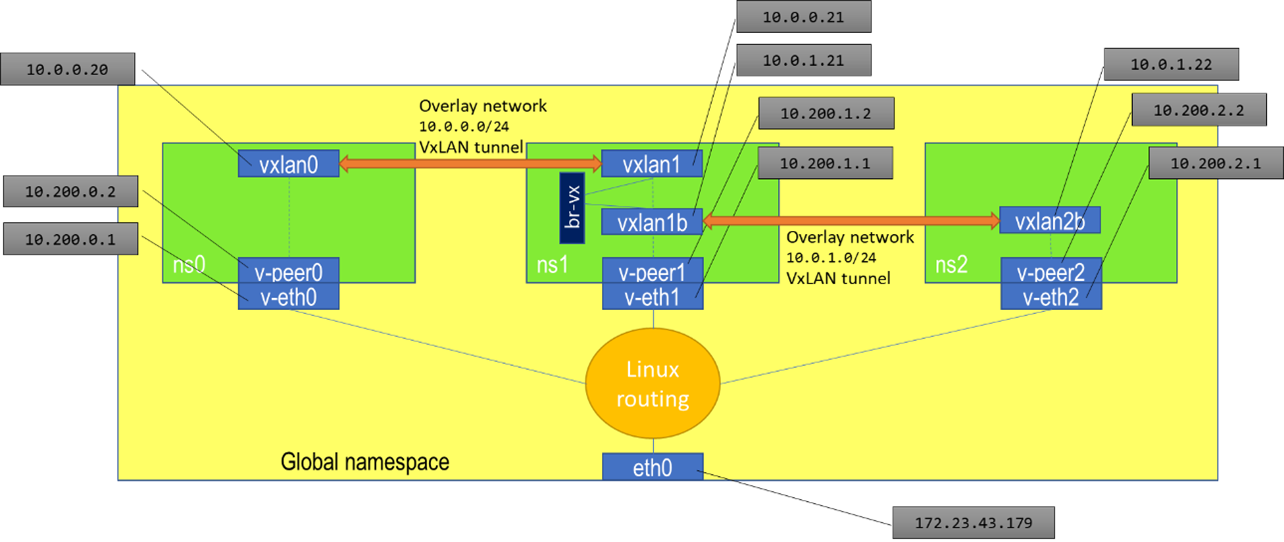 10.0.0.21
10.0.0.20
10.0.1.21
10.0.1.22
Overlay network
10.0.0.0/24
VxLAN tunnel
10.200.1.2
10.200.2.2
vxlan0
vxlan1
10.200.1.1
10.200.2.1
10.200.0.2
br-vx
vxlan1b
vxlan2b
10.200.0.1
Overlay network
10.0.1.0/24
VxLAN tunnel
ns0
v-peer0
v-eth0
ns1
v-peer1
v-eth1
ns2
v-peer2
v-eth2
Linux
routing
Global namespace
eth0
172.23.43.179